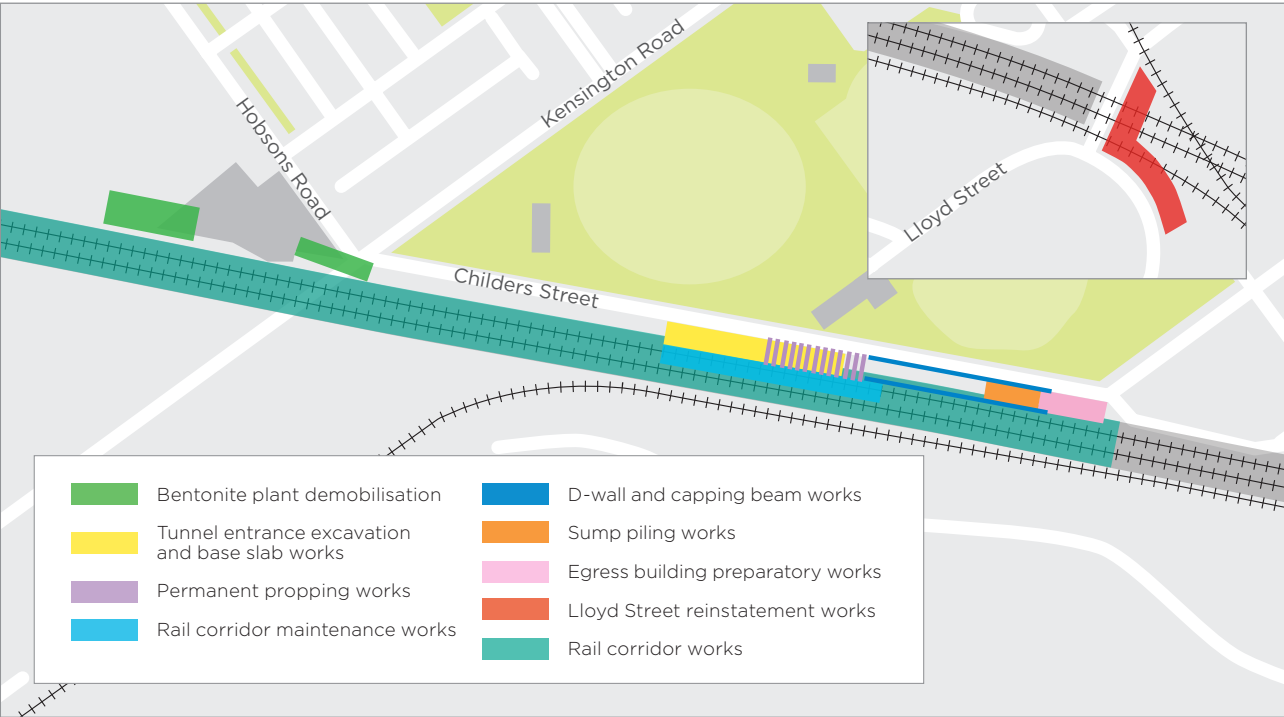 Kensington Road
Hobsons Road
Childers Street
Lloyd Street
Bentonite plant demobilisation
Tunnel entrance excavation
and base slab works
Permanent propping works
Rail corridor maintenance works
D-wall and capping beam works
Sump piling works
Egress building preparatory works
Lloyd Street reinstatement works
Rail corridor works